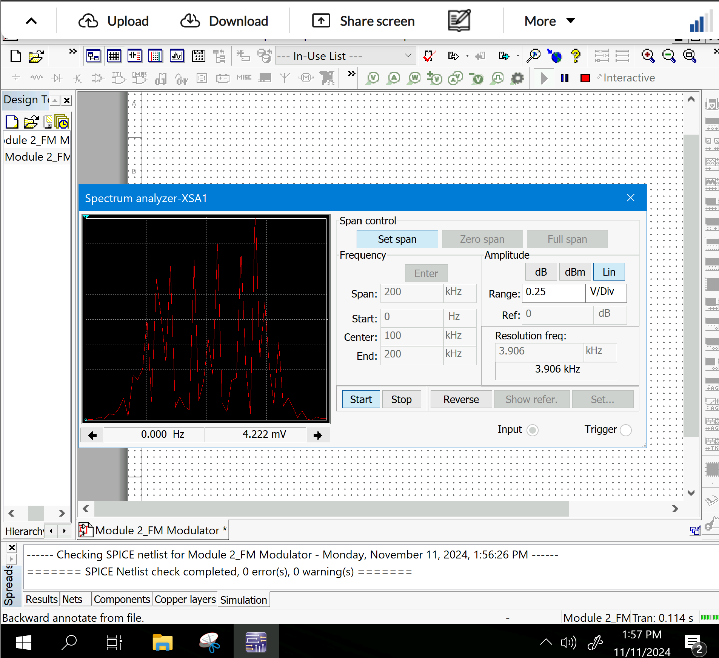 Upload
Download
Share screen
More
--- In-Use List ---
MISC
Interactive
Design T
odule 2_FM M
Module 2_FM
A
B
Spectrum analyzer-XSA1
Span control
Set span
Zero span
Full span
Frequency
Enter
Span: 200 kHz
Start: 0 Hz
Center: 100 kHz
End: 200 kHz
Amplitude
dB
dBm
Lin
Range: 0.25 V/Div
Ref: 0 dB
Resolution freq:
3.906 kHz
3.906 kHz
Start
Stop
Reverse
Show refer.
Set...
0.000 Hz
4.222 mV
Input
Trigger
Hierarch
Module 2_FM Modulator *
Spreads
------ Checking SPICE netlist for Module 2_FM Modulator - Monday, November 11, 2024, 1:56:26 PM ------
======= SPICE Netlist check completed, 0 error(s), 0 warning(s) =======
Results
Nets
Components
Copper layers
Simulation
Backward annotate from file.
-
Module 2_FM Tran: 0.114 s
1:57 PM
11/11/2024
2